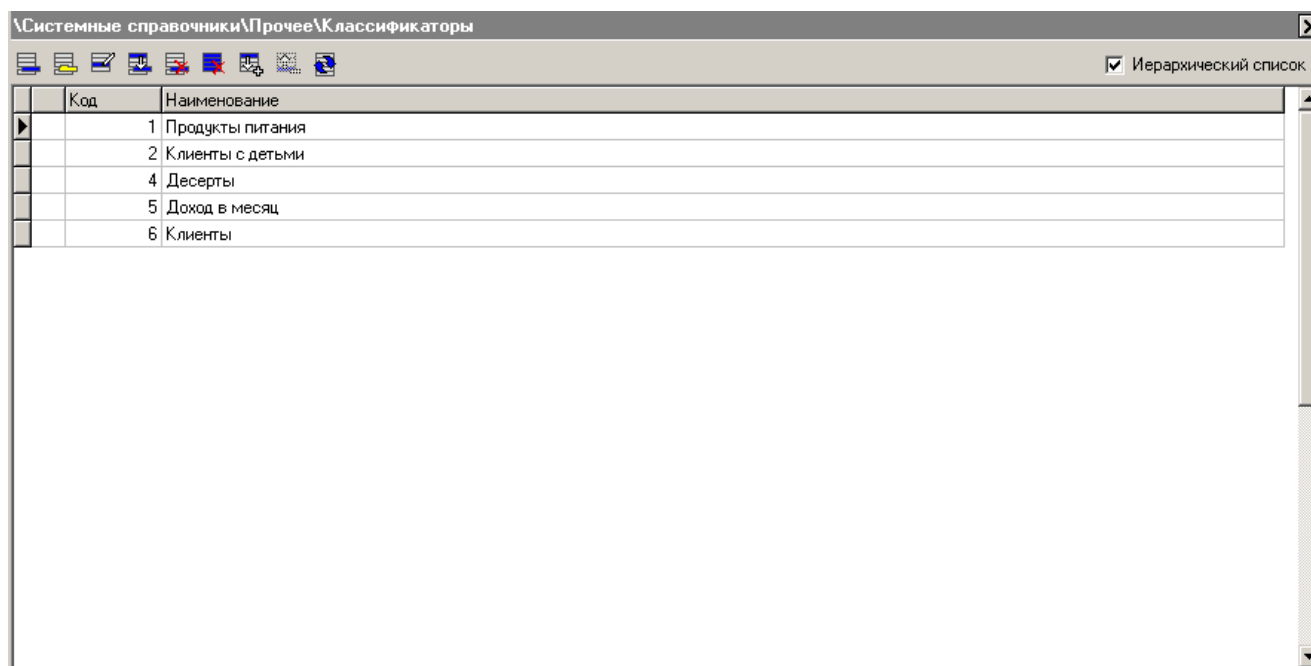 \Системные справочники\Прочее\Классификаторы
Иерархический список
Код Наименование
1 Продукты питания
2 Клиенты с детьми
4 Десерты
5 Доход в месяц
6 Клиенты